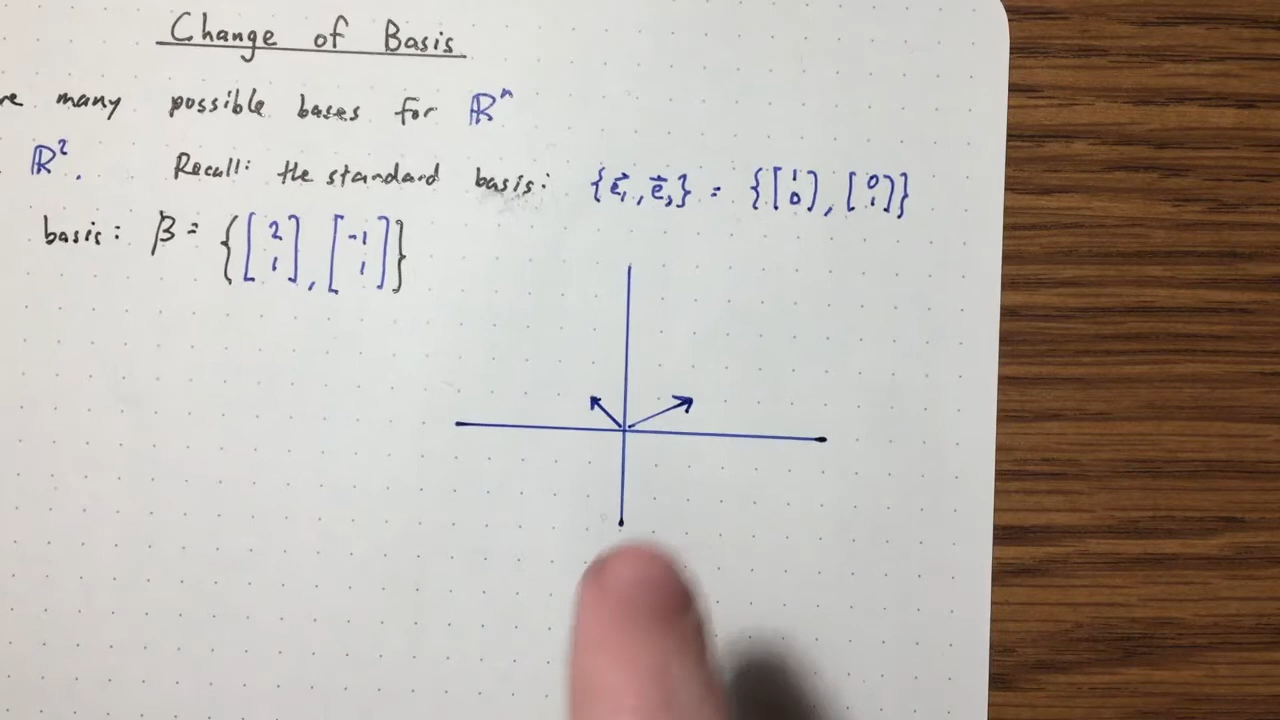 Change of Basis
re many possible bases for ℝⁿ
ℝ². Recall: the standard basis: {e⃗₁, e⃗₂} = {[1 0], [0 1]}
basis: β = {[2 1], [-1 1]}